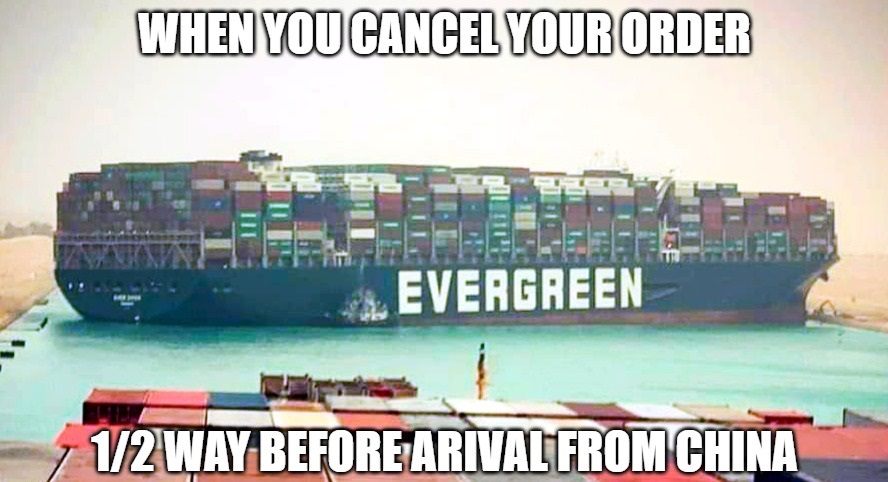 WHEN YOU CANCEL YOUR ORDER
EVERGREEN
1/2 WAY BEFORE ARIVAL FROM CHINA